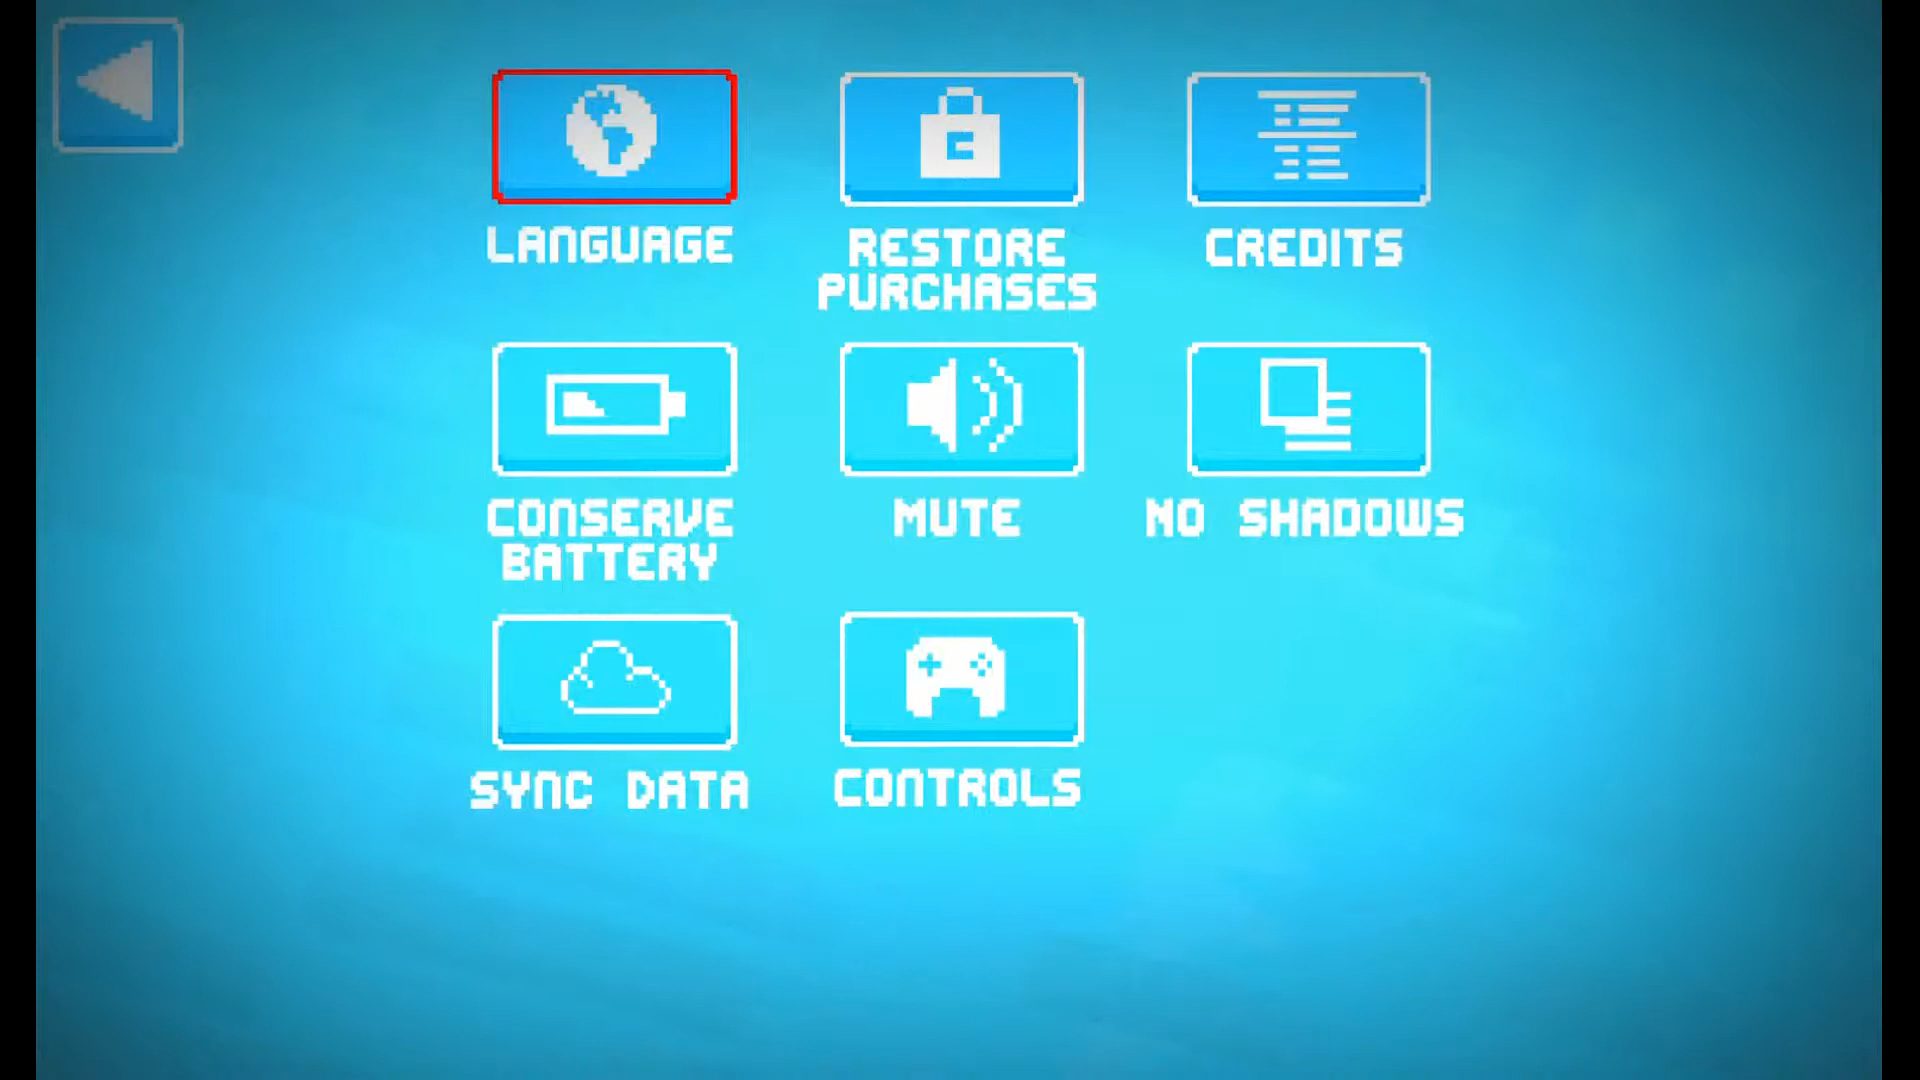 LANGUAGE
RESTORE
PURCHASES
CREDITS
CONSERVE
BATTERY
MUTE
NO SHADOWS
SYNC DATA
CONTROLS